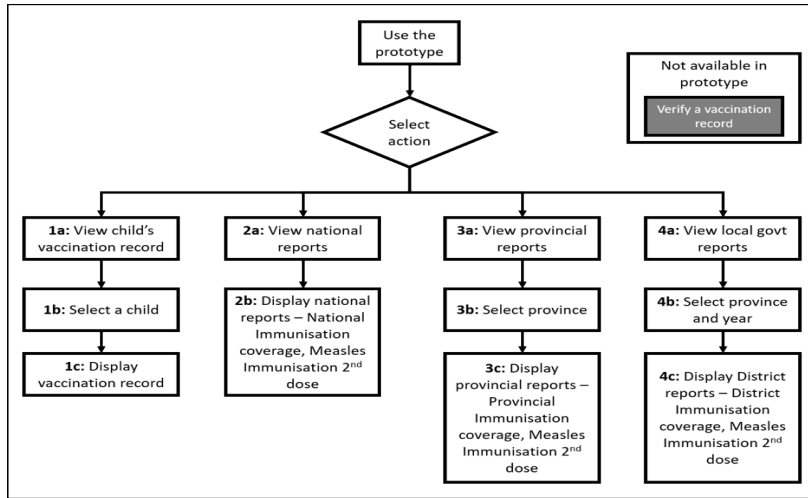 Use the
prototype
Not available in
prototype
Verify a vaccination
record
Select
action
1a: View child's
vaccination record
2a: View national
reports
3a: View provincial
reports
4a: View local govt
reports
1b: Select a child
2b: Display national
reports – National
Immunisation
coverage, Measles
Immunisation 2nd
dose
3b: Select province
4b: Select province
and year
1c: Display
vaccination record
3c: Display
provincial reports –
Provincial
Immunisation
coverage, Measles
Immunisation 2nd
dose
4c: Display District
reports – District
Immunisation
coverage, Measles
Immunisation 2nd
dose